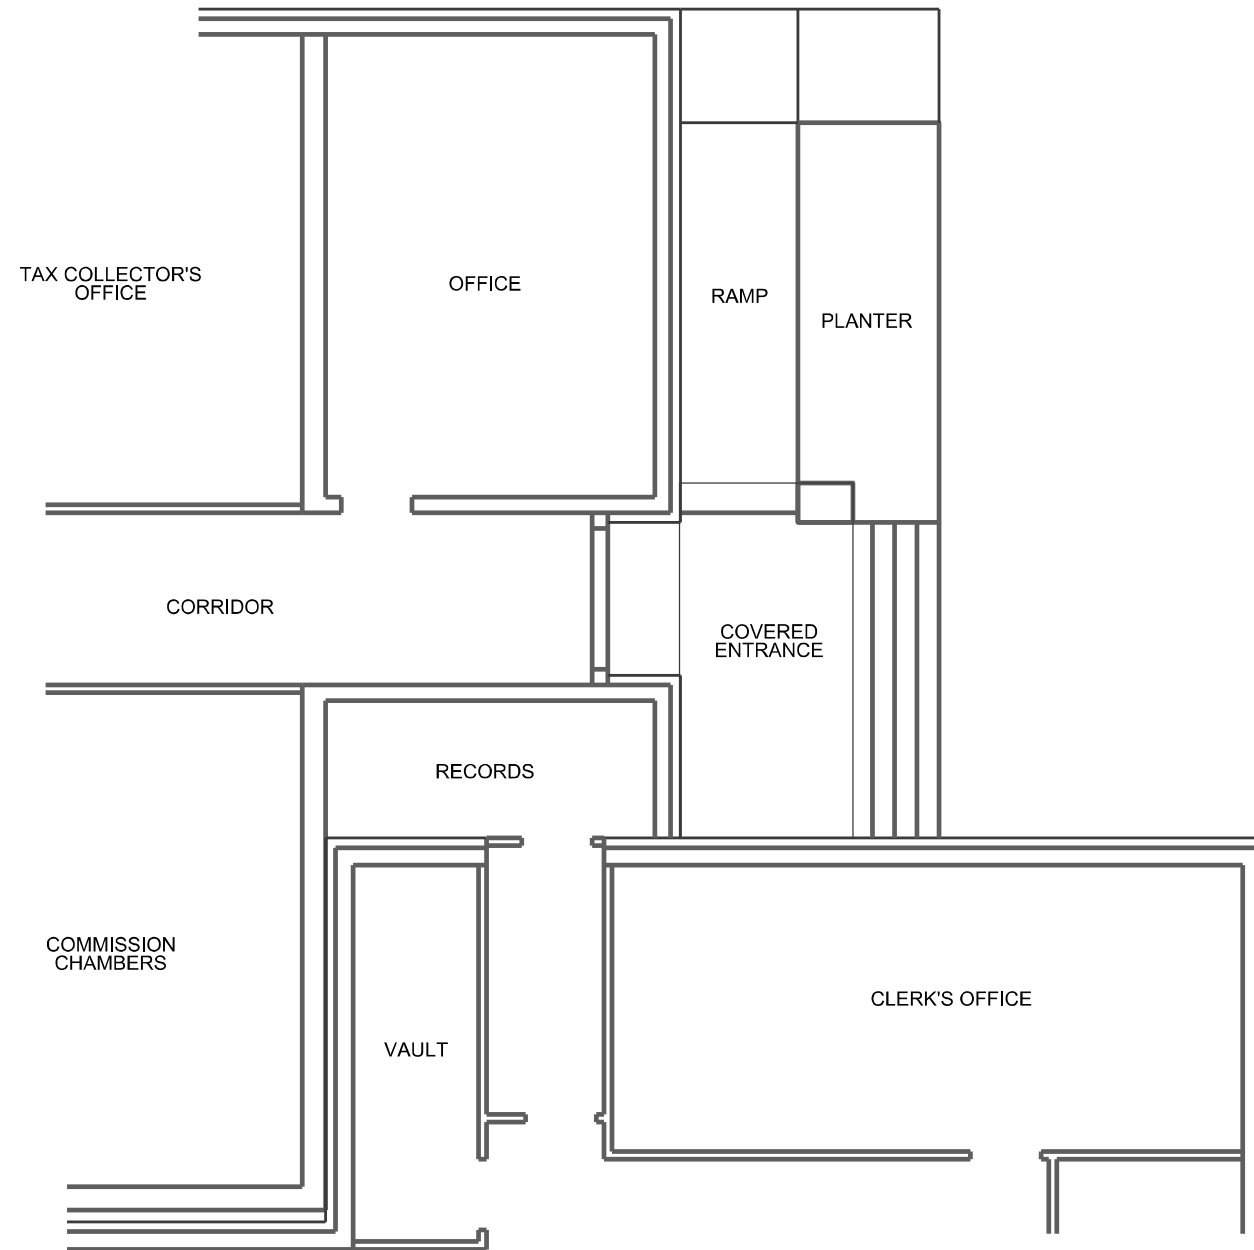 TAX COLLECTOR'S
OFFICE
OFFICE
RAMP
PLANTER
CORRIDOR
COVERED
ENTRANCE
RECORDS
COMMISSION
CHAMBERS
VAULT
CLERK'S OFFICE